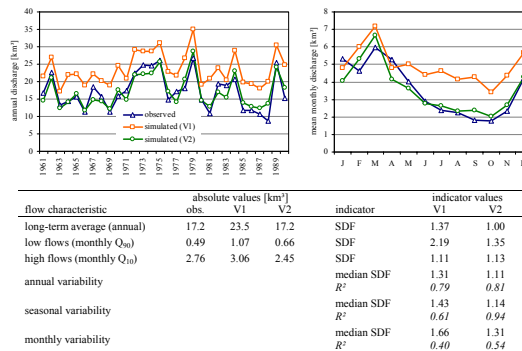 annual discharge [km³]
40
35
30
25
20
15
10
5
0
observed
simulated (V1)
simulated (V2)
1961
1963
1965
1967
1969
1971
1973
1975
1977
1979
1981
1983
1985
1987
1989
mean monthly discharge [km³]
8
7
6
5
4
3
2
1
0
J F M A M J J A S O N
absolute values [km³] indicator values
flow characteristic obs. V1 V2 indicator V1 V2
long-term average (annual) 17.2 23.5 17.2 SDF 1.37 1.00
low flows (monthly Q90) 0.49 1.07 0.66 SDF 2.19 1.35
high flows (monthly Q10) 2.76 3.06 2.45 SDF 1.11 1.13
annual variability median SDF 1.31 1.11
R² 0.79 0.81
seasonal variability median SDF 1.43 1.14
R² 0.61 0.94
monthly variability median SDF 1.66 1.31
R² 0.40 0.54